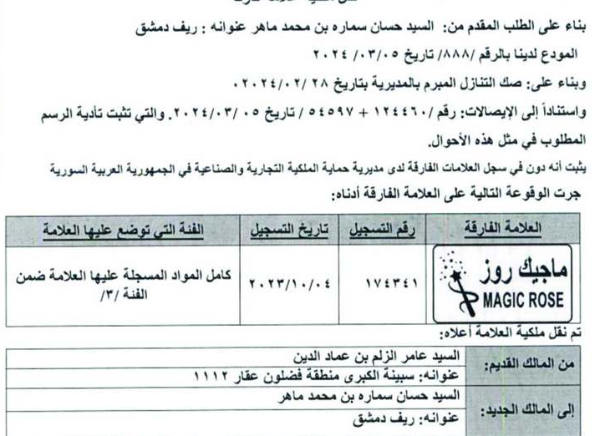 بناء على الطلب المقدم من: السيد حسان سماره بن محمد ماهر عنوانه : ريف دمشق
المودع لدينا بالرقم /٨٨٨/ تاريخ ٠٥/ ٠٣/ ٢٠٢٤
وبناء على: صك التنازل المبرم بالمديرية بتاريخ ٢٨ /٠٢٠٢٤/٠٢
واستناداً إلى الإيصالات: رقم /١٢٤٤٦٠ + ٥٤٥٩٧ / تاريخ ٠٥ /٢٠٢٤/٠٣. والتي تثبت تأدية الرسم
المطلوب في مثل هذه الأحوال.
يثبت أنه دون في سجل العلامات الفارقة لدى مديرية حماية الملكية التجارية والصناعية في الجمهورية العربية السورية
جرت الوقوعة التالية على العلامة الفارقة أدناه:
العلامة الفارقة رقم التسجيل تاريخ التسجيل الفئة التي توضع عليها العلامة
ماجيك روز
MAGIC ROSE
١٧٤٣٤١
٢٠٢٣/١٠/٠٤
كامل المواد المسجلة عليها العلامة ضمن
الفئة /٣/
تم نقل ملكية العلامة أعلاه:
من المالك القديم:
السيد عامر الزلم بن عماد الدين
عنوانه: سبينة الكبرى منطقة فضلون عقار ١١١٢
إلى المالك الجديد:
السيد حسان سماره بن محمد ماهر
عنوانه: ريف دمشق